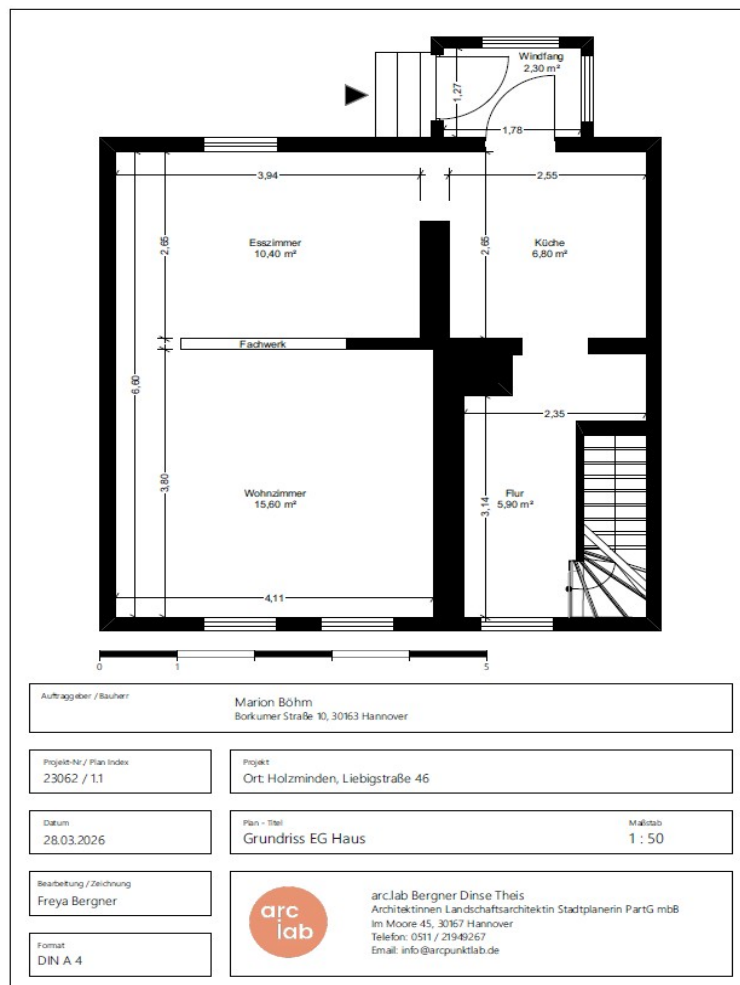 Windfang
2,30 m²
1,27
1,78
3,94
2,55
2,65
Esszimmer
10,40 m²
2,65
Küche
6,80 m²
Fachwerk
6,60
2,35
3,80
Wohnzimmer
15,60 m²
3,14
Flur
5,90 m²
4,11
0 1 5
Auftraggeber / Bauherr
Marion Böhm
Borkumer Straße 10, 30163 Hannover
Projekt-Nr./ Plan Index
23062 / 1.1
Projekt
Ort: Holzminden, Liebigstraße 46
Datum
28.03.2026
Plan - Titel
Grundriss EG Haus
Maßstab
1 : 50
Bearbeitung / Zeichnung
Freya Bergner
Format
DIN A 4
arc
lab
arc.lab Bergner Dinse Theis
Architektinnen Landschaftsarchitektin Stadtplanerin PartG mbB
Im Moore 45, 30167 Hannover
Telefon: 0511 / 21949267
Email: info@arcpunktlab.de